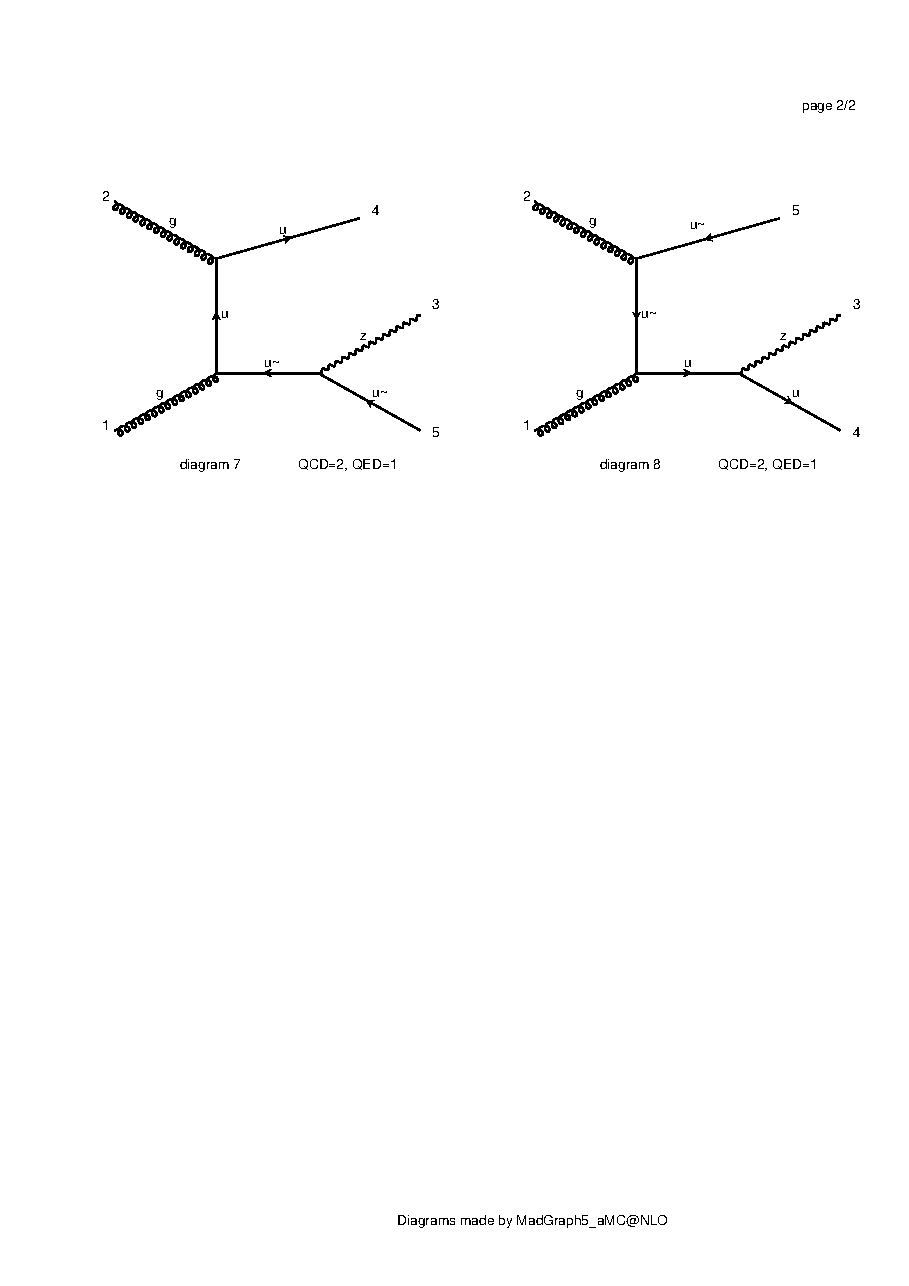 page 2/2
2
g
u
4
u
3
z
u~
u~
g
1
5
diagram 7 QCD=2, QED=1
2
g
u~
5
u~
3
z
u
u
g
1
4
diagram 8 QCD=2, QED=1
Diagrams made by MadGraph5_aMC@NLO